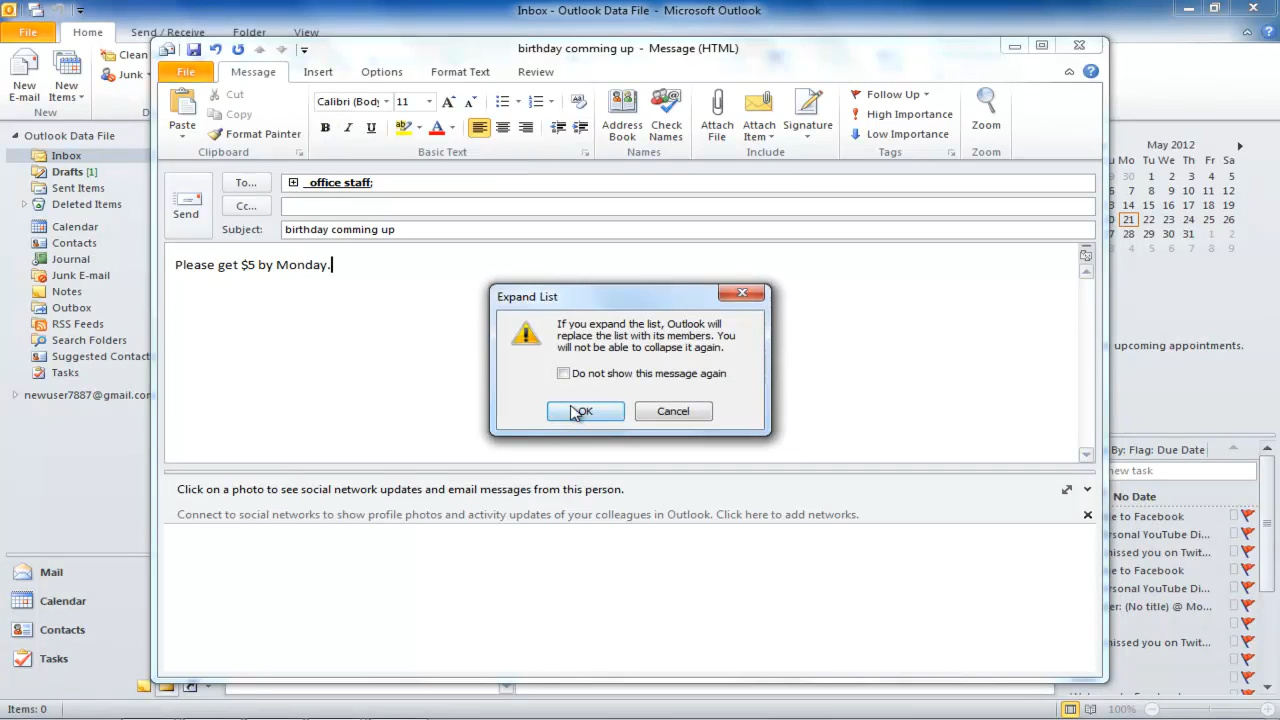 Inbox - Outlook Data File - Microsoft Outlook
File Home Send / Receive Folder View
New E-mail
New Items
Clean
Junk
New
birthday comming up - Message (HTML)
File Message Insert Options Format Text Review
Paste
Cut
Copy
Format Painter
Clipboard
Calibri (Body 11
B I U
Basic Text
Address Book
Check Names
Names
Attach File
Attach Item
Signature
Include
Follow Up
High Importance
Low Importance
Tags
Zoom
Zoom
Send
To... office staff;
Cc...
Subject: birthday comming up
Please get $5 by Monday.
Expand List
If you expand the list, Outlook will
replace the list with its members. You
will not be able to collapse it again.
Do not show this message again
OK Cancel
Click on a photo to see social network updates and email messages from this person.
Connect to social networks to show profile photos and activity updates of your colleagues in Outlook. Click here to add networks.
Outlook Data File
Inbox
Drafts [1]
Sent Items
Deleted Items
Calendar
Contacts
Journal
Junk E-mail
Notes
Outbox
RSS Feeds
Search Folders
Suggested Contact
Tasks
newuser7887@gmail.cor
Mail
Calendar
Contacts
Tasks
May 2012
Mo Tu We Th Fr Sa
30 1 2 3 4 5
7 8 9 10 11 12
14 15 16 17 18 19
21 22 23 24 25 26
28 29 30 31 1 2
4 5 6 7 8 9
upcoming appointments.
By: Flag: Due Date
new task
No Date
e to Facebook
rsonal YouTube Di...
missed you on Twit...
e to Facebook
rsonal YouTube Di...
er: (No title) @ Mo...
missed you on Twit...
Items: 0
100%